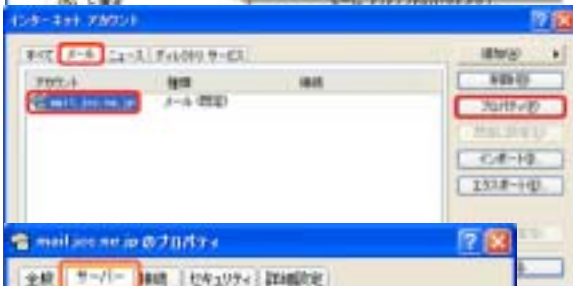 インターネット アカウント
すべて メール ニュース ディレクトリ サービス
追加(A)
アカウント 種類 接続
削除(R)
メール (既定)
プロパティ(P)
インポート(I)...
エクスポート(E)...
mail.jcc.ne.jp のプロパティ
全般 サーバー 接続 セキュリティ 詳細設定